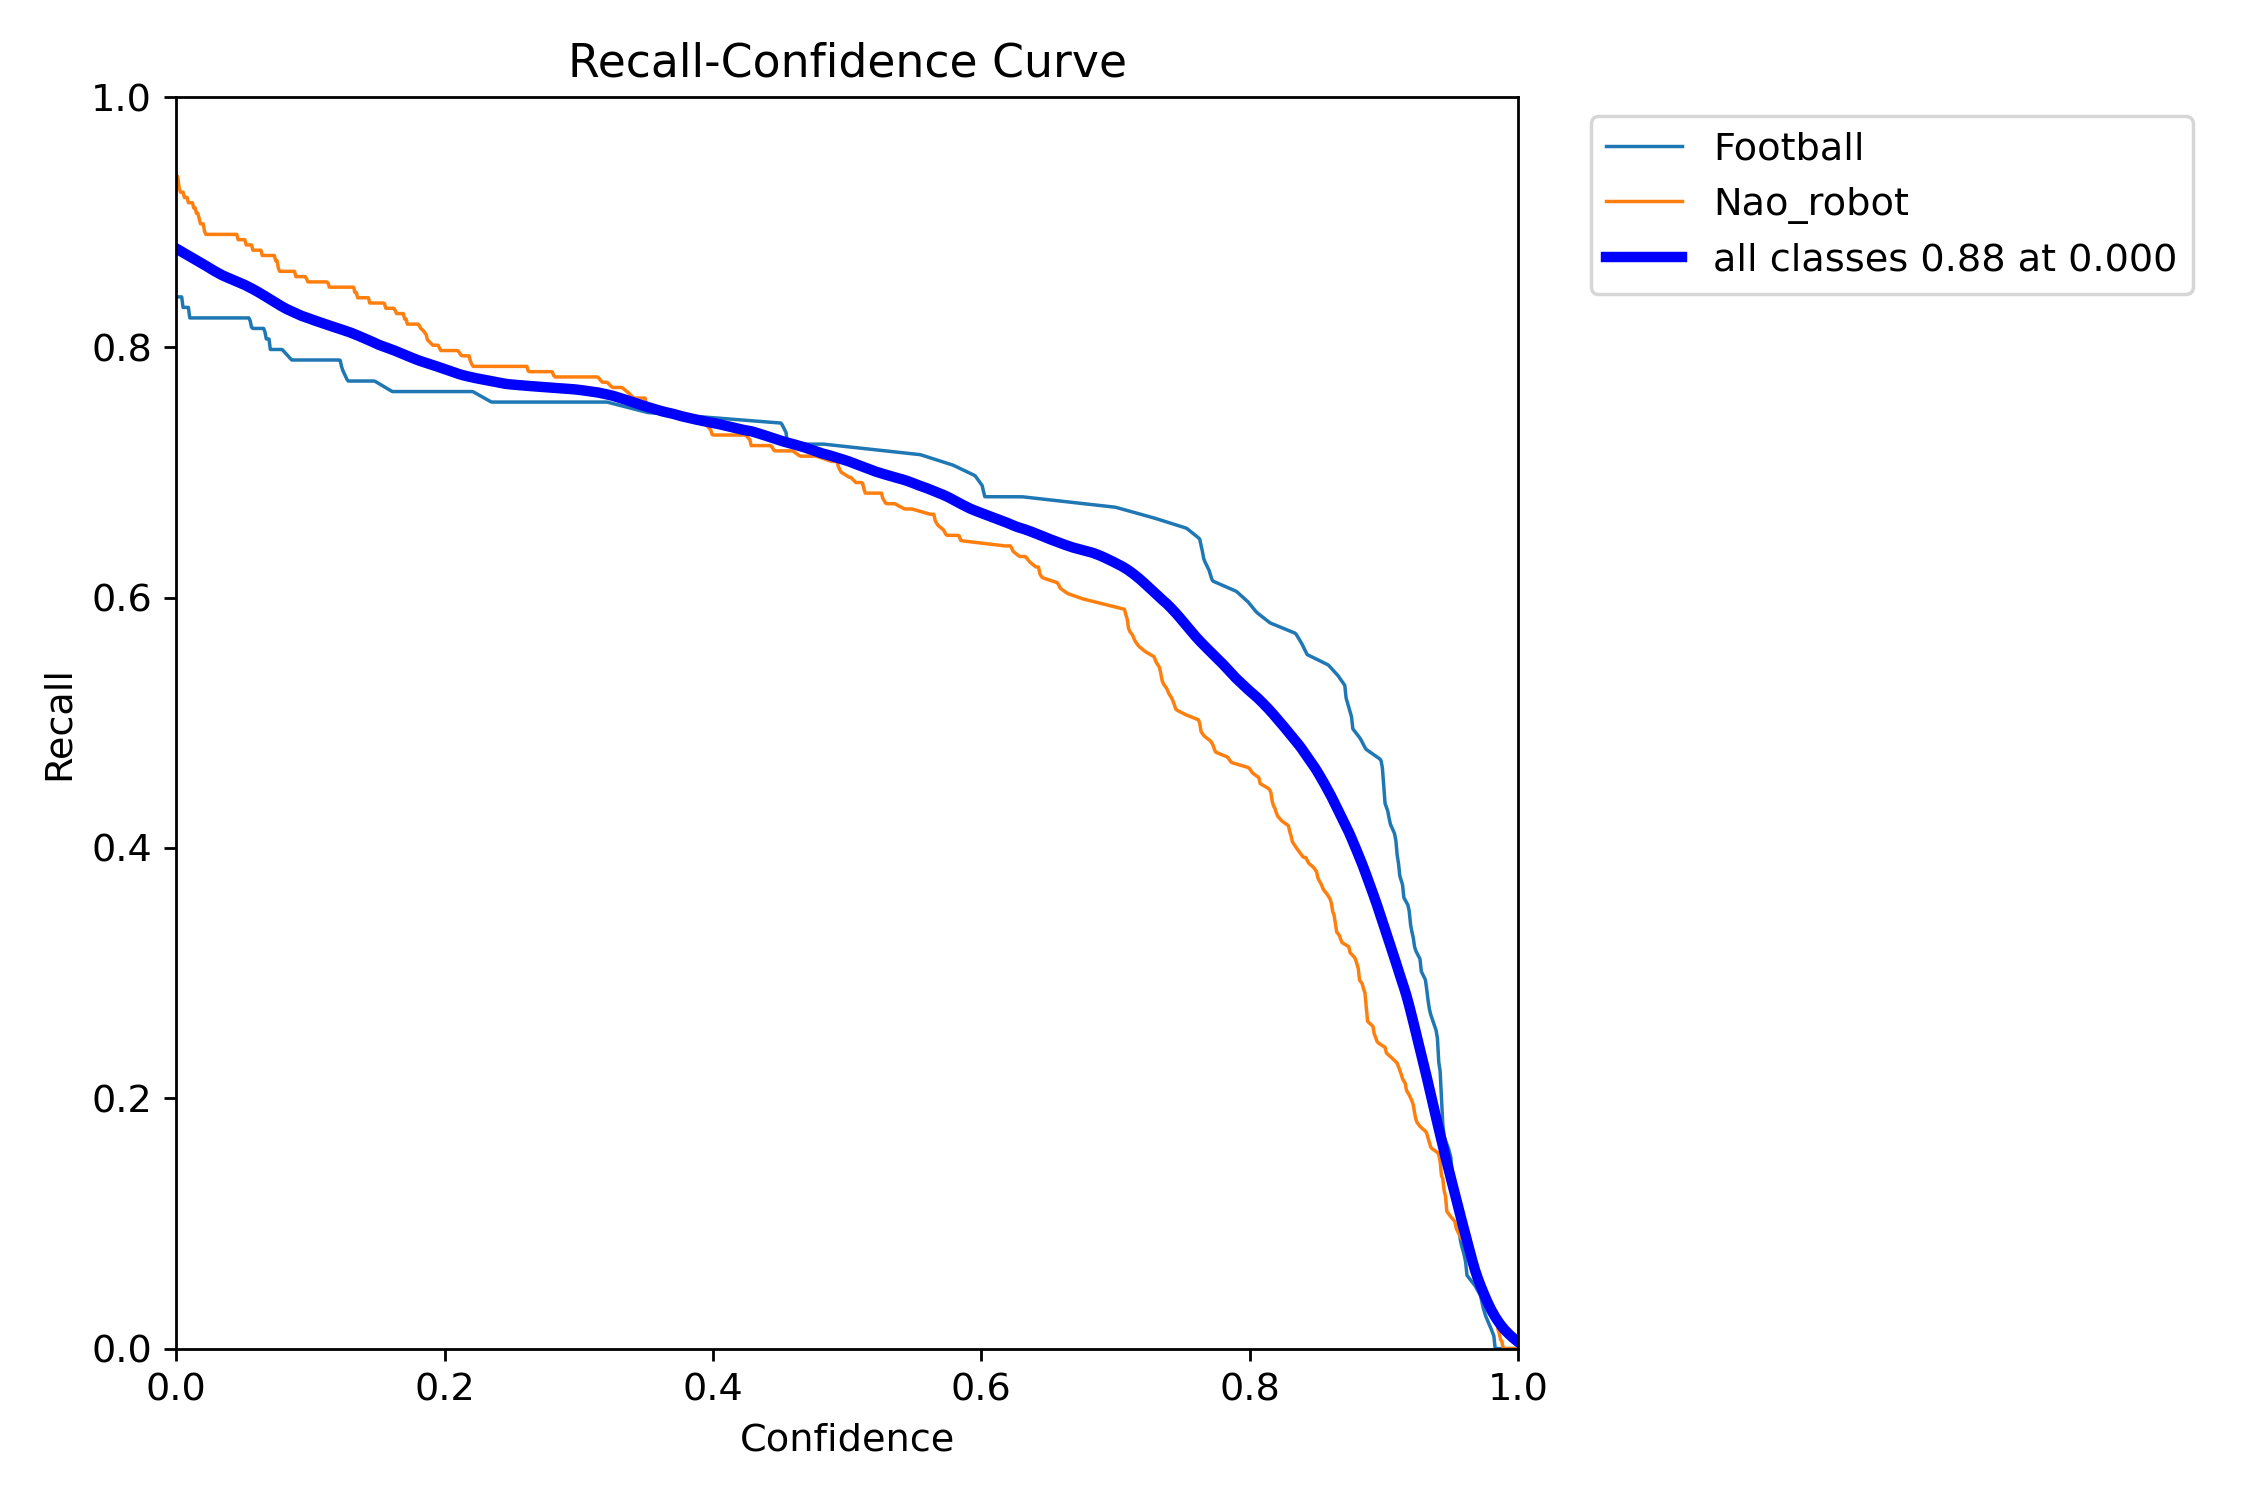 Recall-Confidence Curve
1.0
0.8
0.6
0.4
0.2
0.0
Recall
0.0 0.2 0.4 0.6 0.8 1.0
Confidence
Football
Nao_robot
all classes 0.88 at 0.000